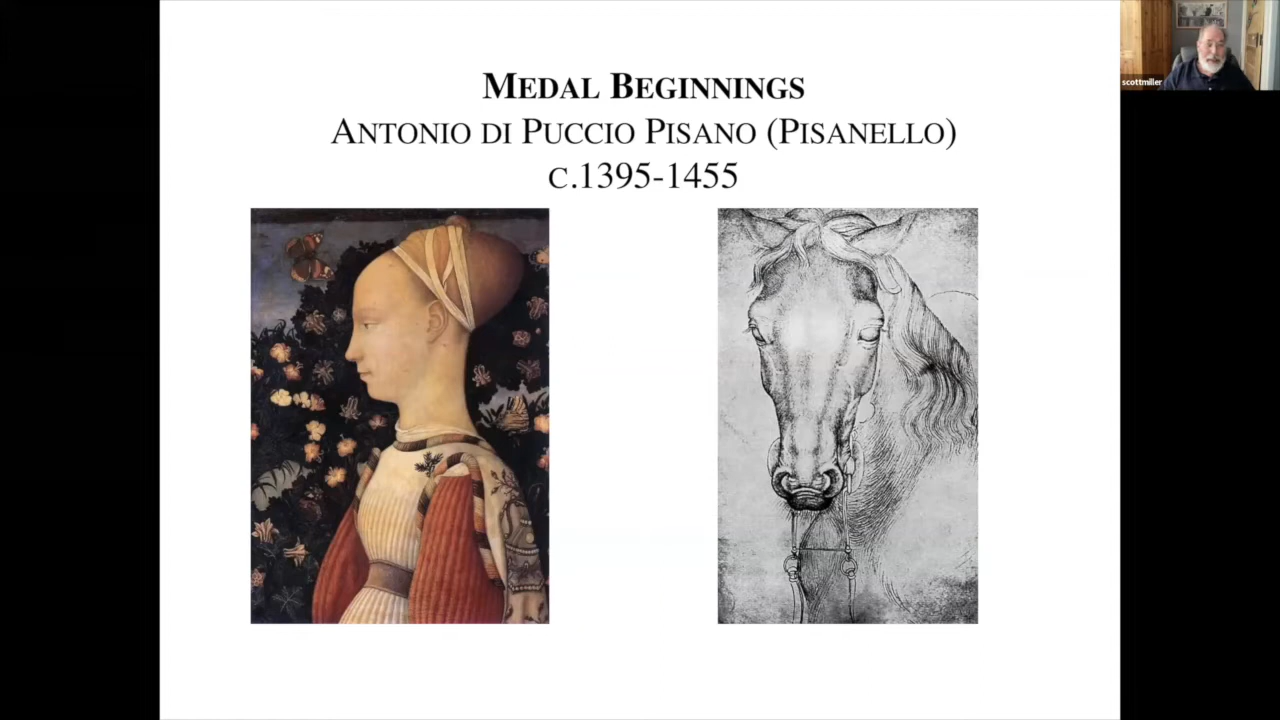 MEDAL BEGINNINGS
ANTONIO DI PUCCIO PISANO (PISANELLO)
C.1395-1455
scottmiller